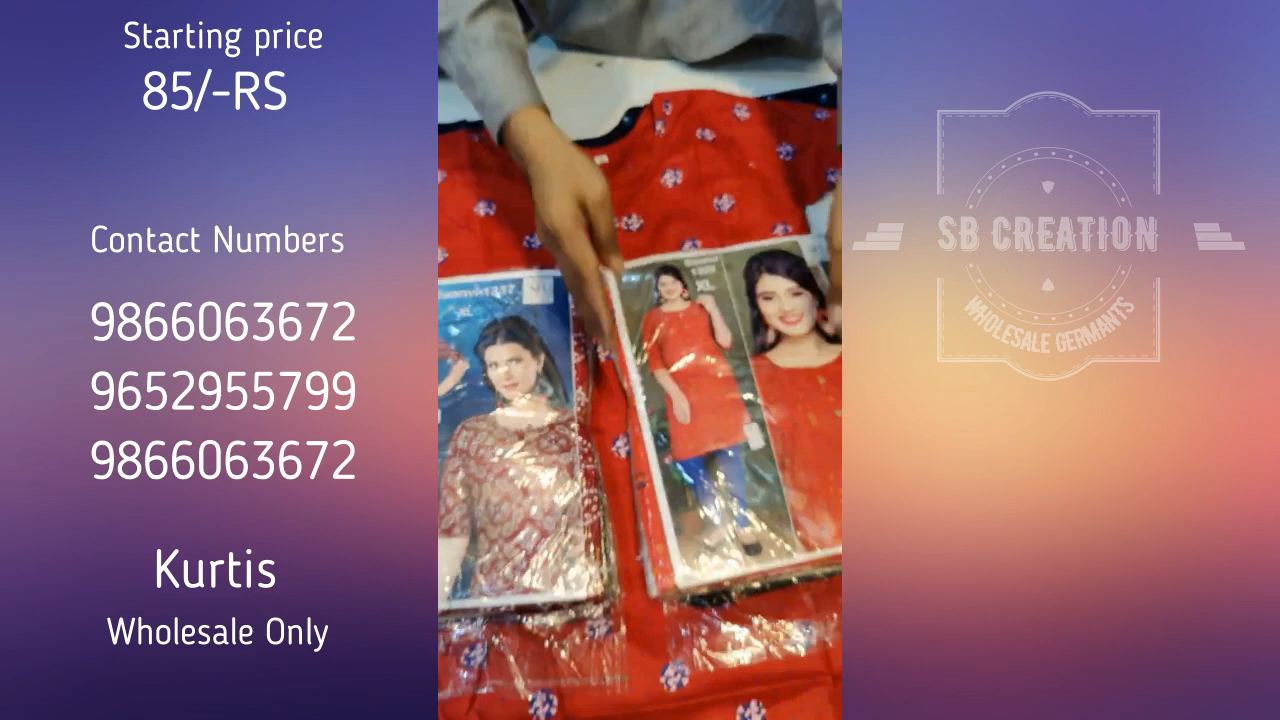 Starting price
85/-RS
Contact Numbers
9866063672
9652955799
9866063672
Kurtis
Wholesale Only
XL
XL
SB CREATION
WHOLESALE GERMANTS